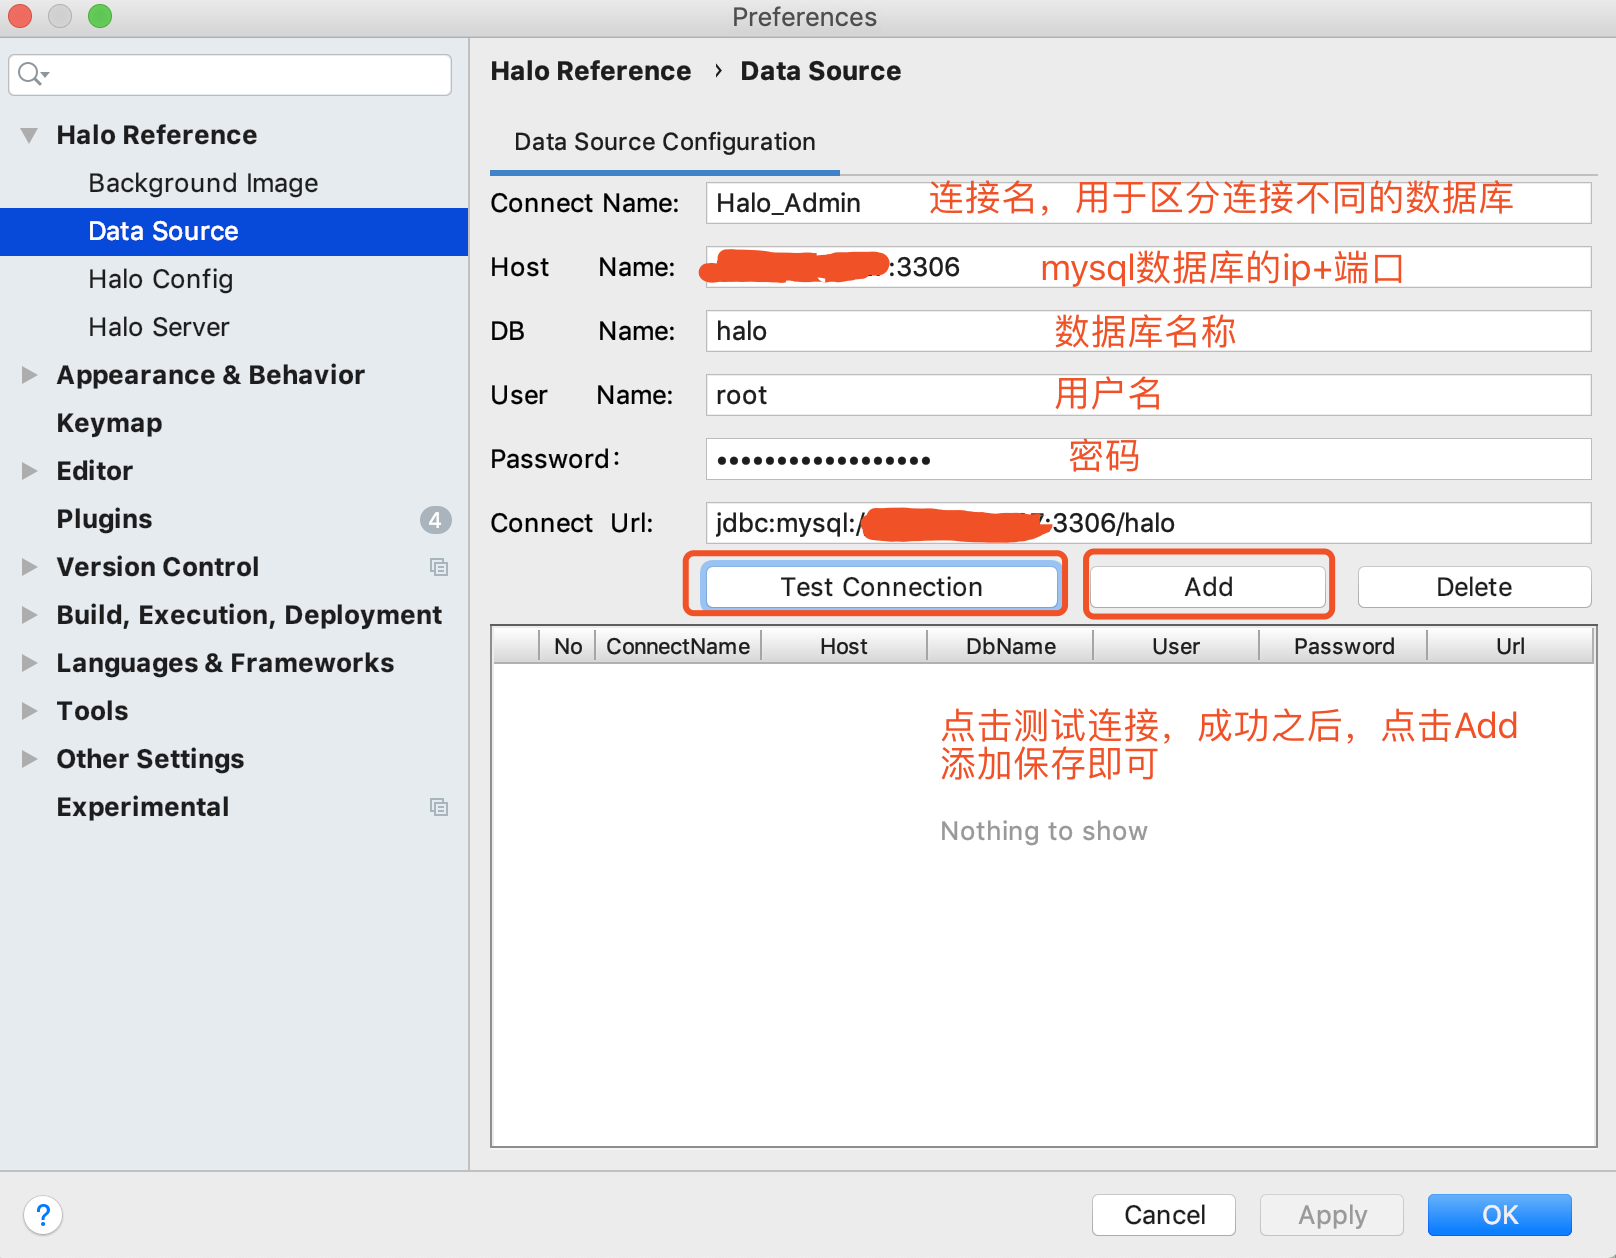 Preferences
Halo Reference › Data Source
Halo Reference
Background Image
Data Source
Halo Config
Halo Server
Appearance & Behavior
Keymap
Editor
Plugins 4
Version Control
Build, Execution, Deployment
Languages & Frameworks
Tools
Other Settings
Experimental
Data Source Configuration
Connect Name: Halo_Admin 连接名，用于区分连接不同的数据库
Host Name: :3306 mysql数据库的ip+端口
DB Name: halo 数据库名称
User Name: root 用户名
Password: •••••••••••••••••• 密码
Connect Url: jdbc:mysql:/ :3306/halo
Test Connection Add Delete
No ConnectName Host DbName User Password Url
点击测试连接，成功之后，点击Add
添加保存即可
Nothing to show
? Cancel Apply OK